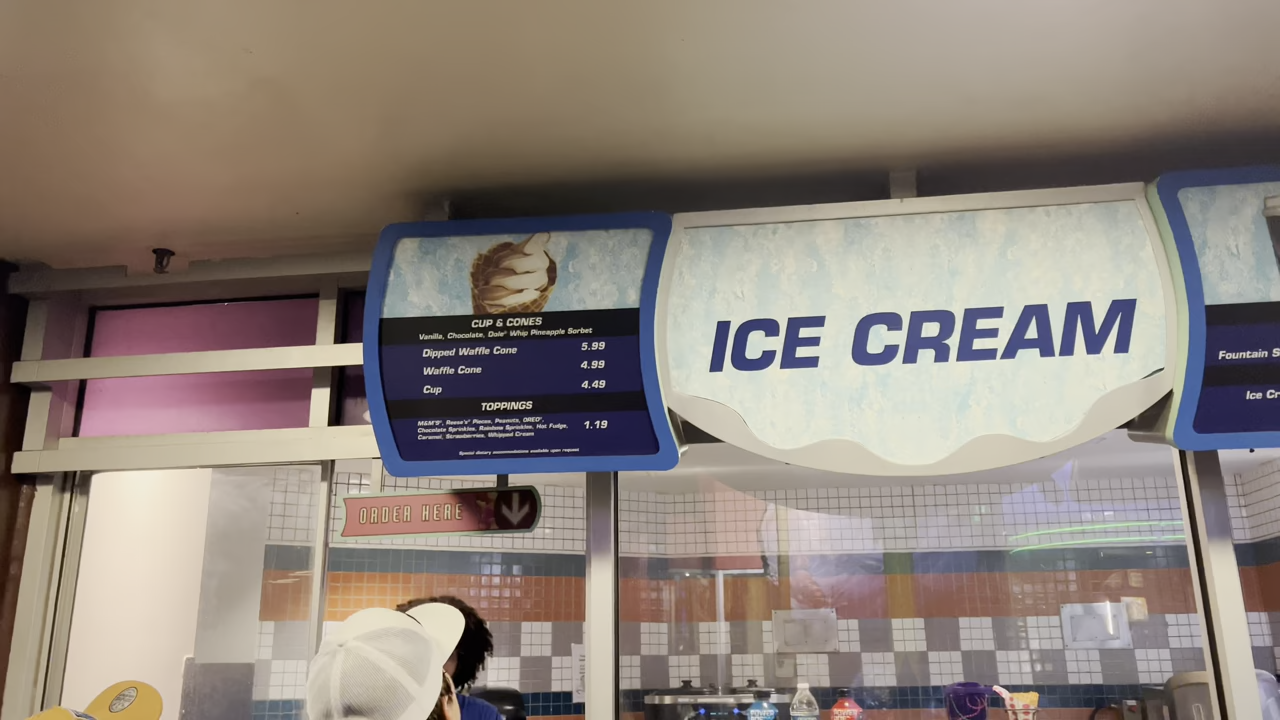 CUP & CONES
Vanilla, Chocolate, Dole® Whip Pineapple Sorbet
Dipped Waffle Cone 5.99
Waffle Cone 4.99
Cup 4.49
TOPPINGS
M&M'S®, Reese's® Pieces, Peanuts, OREO®,
Chocolate Sprinkles, Rainbow Sprinkles, Hot Fudge,
Caramel, Strawberries, Whipped Cream
1.19
Special dietary accommodations available upon request
ICE CREAM
Fountain S
Ice Cr
ORDER HERE